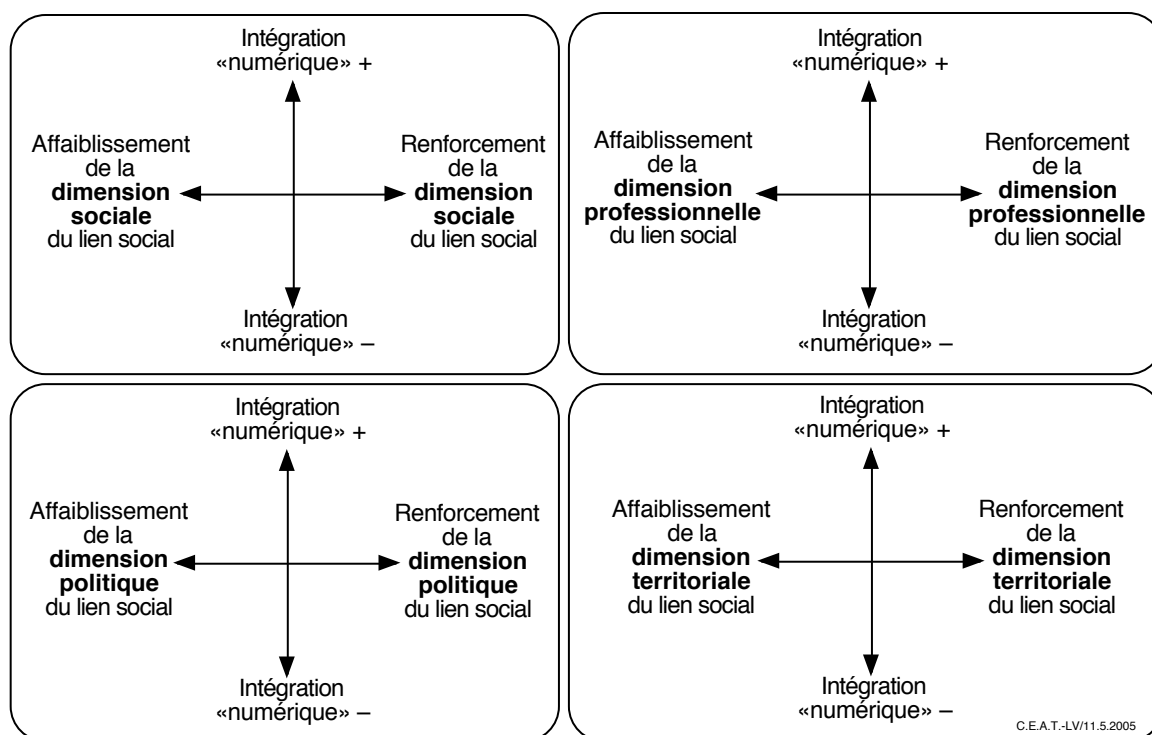 Intégration
«numérique» +
Affaiblissement
de la
dimension
sociale
du lien social
Renforcement
de la
dimension
sociale
du lien social
Intégration
«numérique» –
Intégration
«numérique» +
Affaiblissement
de la
dimension
professionnelle
du lien social
Renforcement
de la
dimension
professionnelle
du lien social
Intégration
«numérique» –
Intégration
«numérique» +
Affaiblissement
de la
dimension
politique
du lien social
Renforcement
de la
dimension
politique
du lien social
Intégration
«numérique» –
Intégration
«numérique» +
Affaiblissement
de la
dimension
territoriale
du lien social
Renforcement
de la
dimension
territoriale
du lien social
Intégration
«numérique» –
C.E.A.T.-LV/11.5.2005